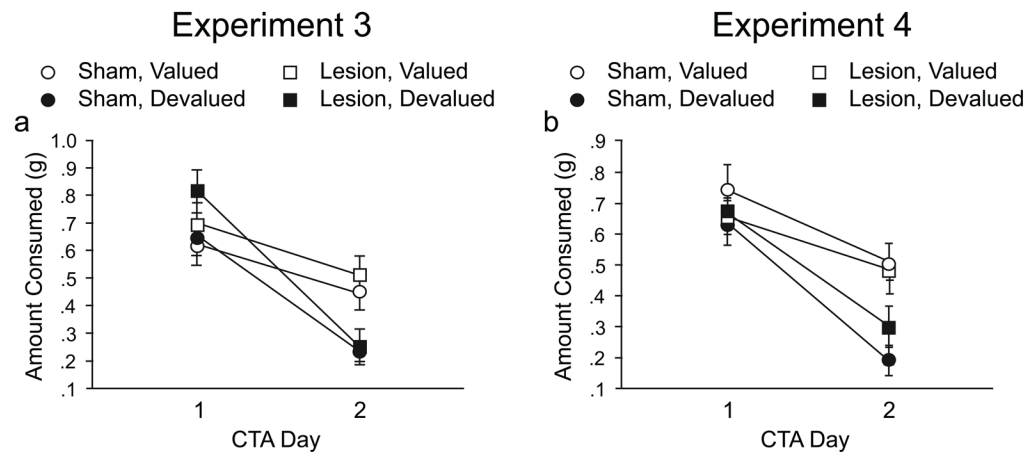 Experiment 3
Sham, Valued
Lesion, Valued
Sham, Devalued
Lesion, Devalued
a
Amount Consumed (g)
1.0
.9
.8
.7
.6
.5
.4
.3
.2
.1
1
2
CTA Day
Experiment 4
Sham, Valued
Lesion, Valued
Sham, Devalued
Lesion, Devalued
b
Amount Consumed (g)
.9
.8
.7
.6
.5
.4
.3
.2
.1
1
2
CTA Day